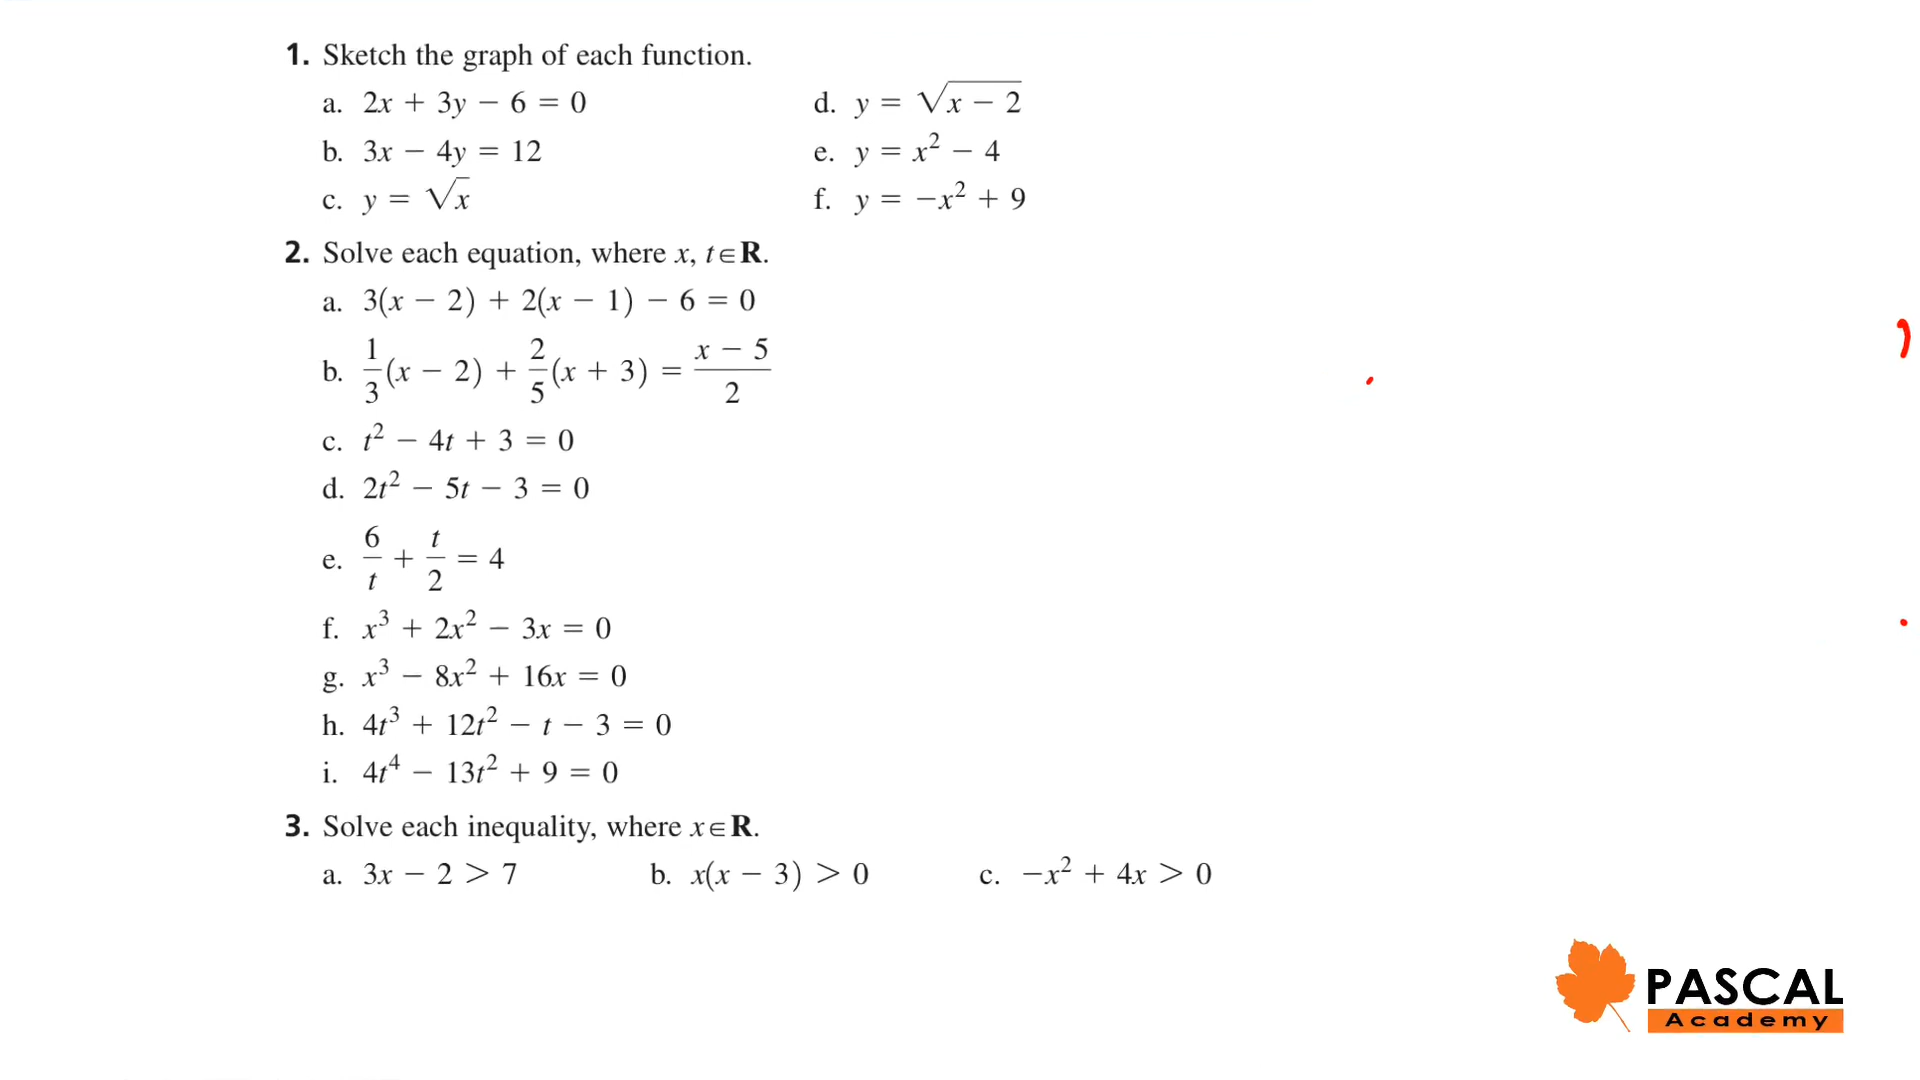 1. Sketch the graph of each function.
a. 2x + 3y − 6 = 0
b. 3x − 4y = 12
c. y = √x
d. y = √(x − 2)
e. y = x² − 4
f. y = −x² + 9
2. Solve each equation, where x, t∈R.
a. 3(x − 2) + 2(x − 1) − 6 = 0
b. 1/3(x − 2) + 2/5(x + 3) = (x − 5)/2
c. t² − 4t + 3 = 0
d. 2t² − 5t − 3 = 0
e. 6/t + t/2 = 4
f. x³ + 2x² − 3x = 0
g. x³ − 8x² + 16x = 0
h. 4t³ + 12t² − t − 3 = 0
i. 4t⁴ − 13t² + 9 = 0
3. Solve each inequality, where x∈R.
a. 3x − 2 > 7 b. x(x − 3) > 0 c. −x² + 4x > 0
PASCAL
Academy